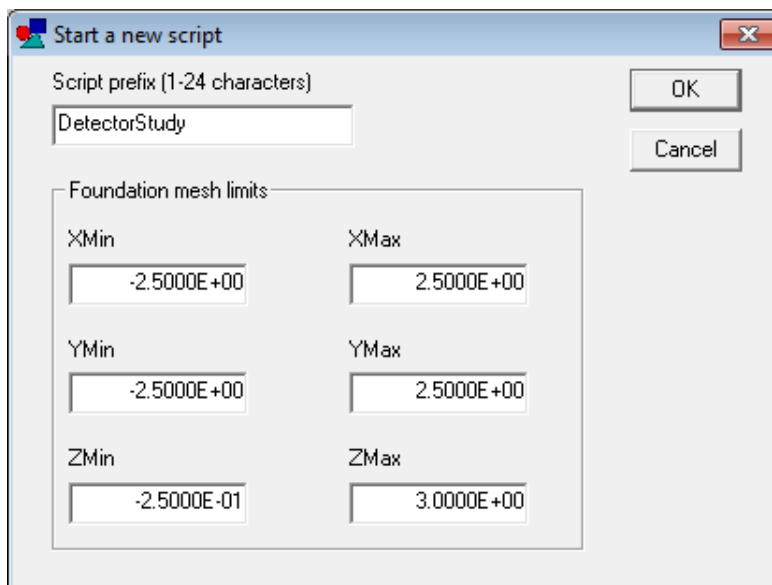 Start a new script
Script prefix (1-24 characters)
OK
DetectorStudy
Cancel
Foundation mesh limits
XMin XMax
-2.5000E+00 2.5000E+00
YMin YMax
-2.5000E+00 2.5000E+00
ZMin ZMax
-2.5000E-01 3.0000E+00